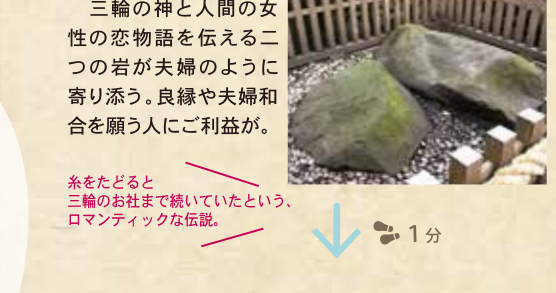 三輪の神と人間の女
性の恋物語を伝える二
つの岩が夫婦のように
寄り添う。良縁や夫婦和
合を願う人にご利益が。
糸をたどると
三輪のお社まで続いていたという、
ロマンティックな伝説。
1分